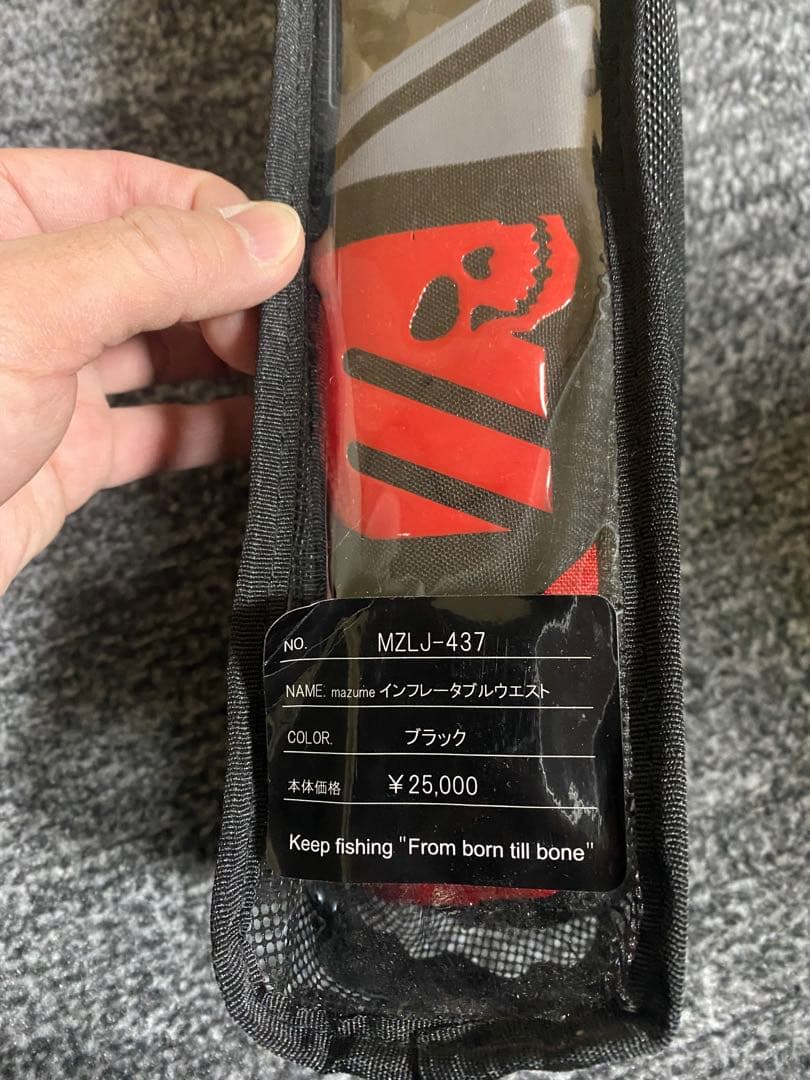 NO. MZLJ-437
NAME: mazume インフレータブルウエスト
COLOR. ブラック
本体価格 ￥25,000
Keep fishing "From born till bone"